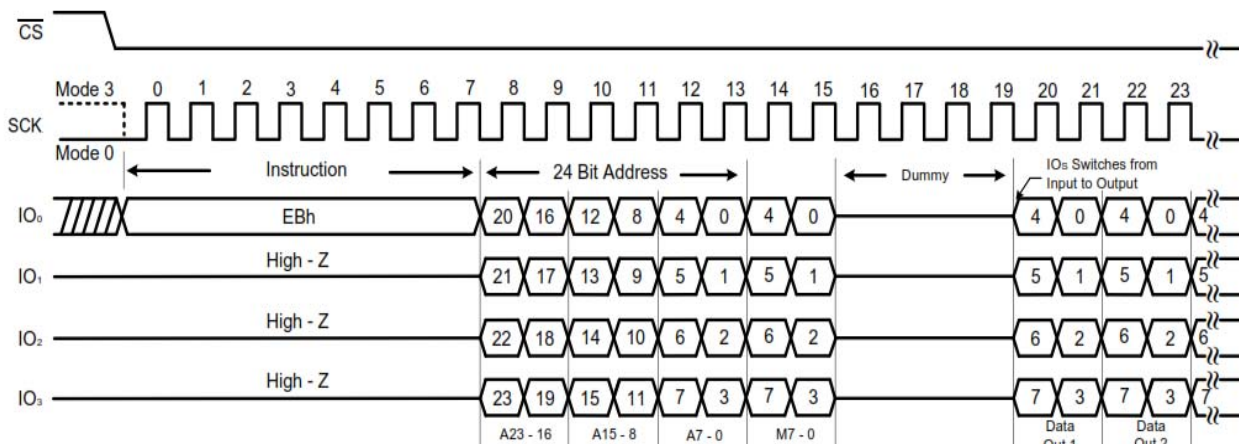 CS
Mode 3 0 1 2 3 4 5 6 7 8 9 10 11 12 13 14 15 16 17 18 19 20 21 22 23
SCK
Mode 0
Instruction 24 Bit Address Dummy IOs Switches from
Input to Output
IO₀ EBh 20 16 12 8 4 0 4 0 4 0 4 0 4
High - Z
IO₁ 21 17 13 9 5 1 5 1 5 1 5 1 5
High - Z
IO₂ 22 18 14 10 6 2 6 2 6 2 6 2 6
High - Z
IO₃ 23 19 15 11 7 3 7 3 7 3 7 3 7
A23 - 16 A15 - 8 A7 - 0 M7 - 0 Data Data
Out 1 Out 2